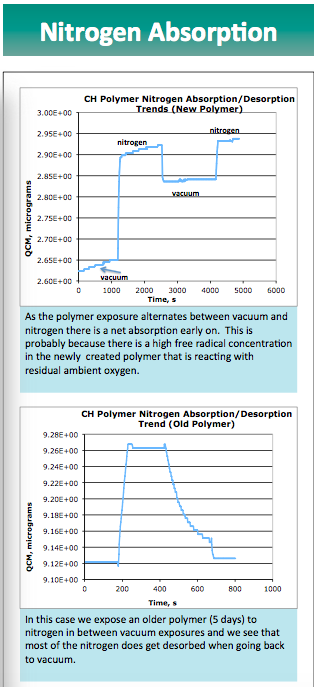 Nitrogen Absorption
CH Polymer Nitrogen Absorption/Desorption
Trends (New Polymer)
3.00E+00
2.95E+00
2.90E+00
2.85E+00
2.80E+00
2.75E+00
2.70E+00
2.65E+00
2.60E+00
QCM, micrograms
nitrogen
nitrogen
vacuum
vacuum
0 1000 2000 3000 4000 5000 6000
Time, s
As the polymer exposure alternates between vacuum and
nitrogen there is a net absorption early on. This is
probably because there is a high free radical concentration
in the newly created polymer that is reacting with
residual ambient oxygen.
CH Polymer Nitrogen Absorption/Desorption
Trend (Old Polymer)
9.28E+00
9.26E+00
9.24E+00
9.22E+00
9.20E+00
9.18E+00
9.16E+00
9.14E+00
9.12E+00
9.10E+00
QCM, micrograms
0 200 400 600 800 1000
Time, s
In this case we expose an older polymer (5 days) to
nitrogen in between vacuum exposures and we see that
most of the nitrogen does get desorbed when going back
to vacuum.